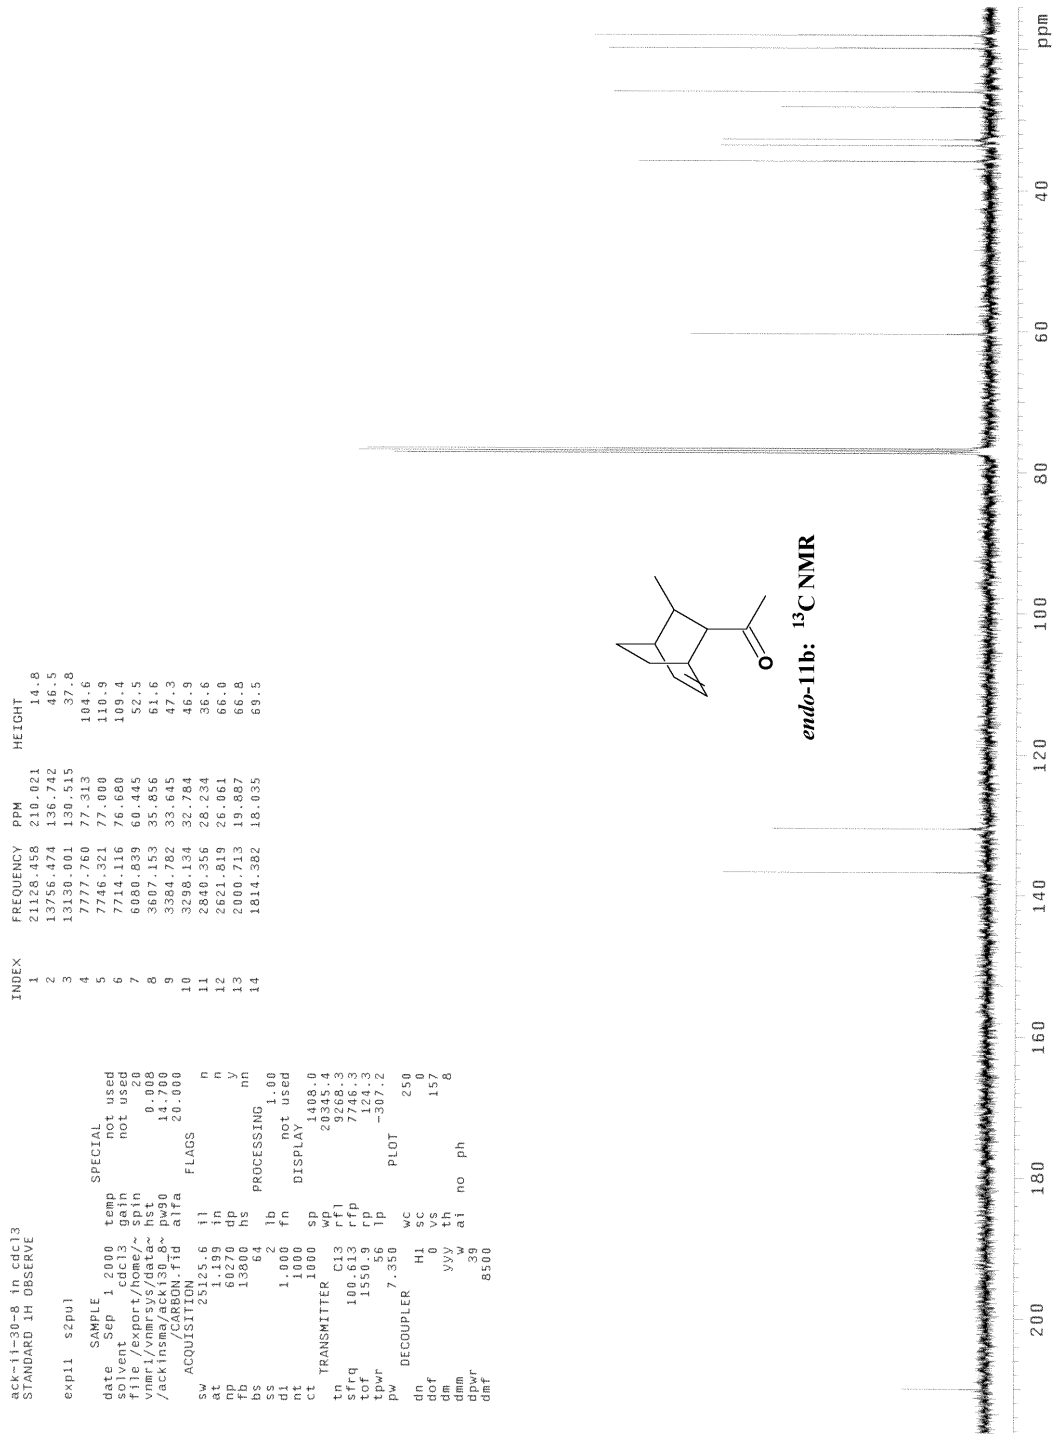 ack-ii-30-8 in cdcl3
STANDARD 1H OBSERVE
exp11 s2pul
SAMPLE
date Sep 1 2000
solvent cdcl3
file /export/home/~
vnmr1/vnmrsys/data~
/ackinsma/acki30_8~
/CARBON.fid
ACQUISITION
sw 25125.6
at 1.199
np 60270
fb 13800
bs 64
ss 2
d1 1.000
nt 1000
ct 1000
TRANSMITTER
tn C13
sfrq 100.613
tof 1550.9
tpwr 56
pw 7.350
DECOUPLER
dn H1
dof 0
dm yyy
dmm w
dpwr 39
dmf 8500
SPECIAL
temp not used
gain not used
spin 20
hst 0.008
pw90 14.700
alfa 20.000
FLAGS
il n
in n
dp y
hs nn
PROCESSING
lb 1.00
fn not used
DISPLAY
sp 1408.0
wp 20345.4
rfl 9268.3
rfp 7746.3
rp 124.3
lp -307.2
PLOT
wc 250
sc 0
vs 157
th 8
ai no ph
INDEX FREQUENCY PPM HEIGHT
1 21128.458 210.021 14.8
2 13756.474 136.742 46.5
3 13130.001 130.515 37.8
4 7777.760 77.313 104.6
5 7746.321 77.000 110.9
6 7714.116 76.680 109.4
7 6080.839 60.445 52.5
8 3607.153 35.856 61.6
9 3384.782 33.645 47.3
10 3298.134 32.784 46.9
11 2840.356 28.234 36.6
12 2621.819 26.061 66.0
13 2000.713 19.887 66.8
14 1814.382 18.035 69.5
O
endo-11b: ¹³C NMR
200 180 160 140 120 100 80 60 40 ppm